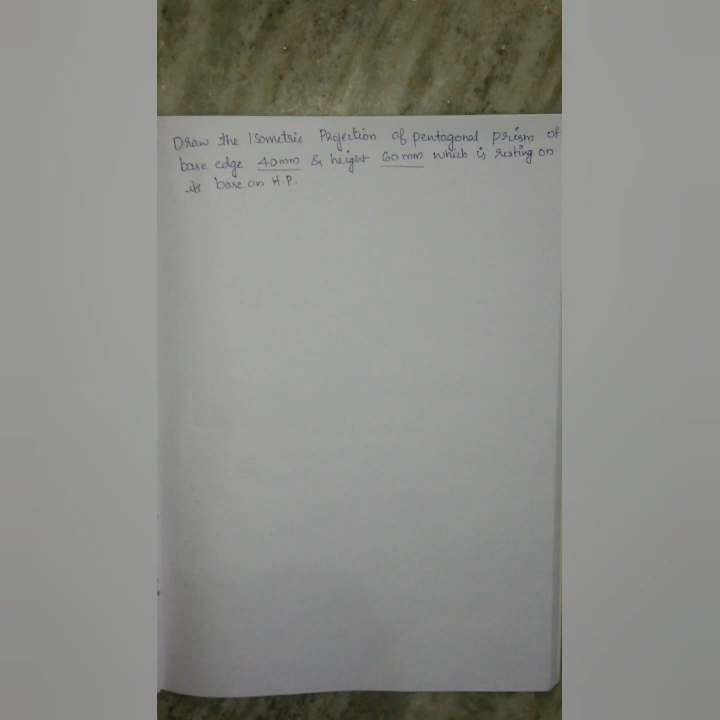 Draw the Isometric Projection of pentagonal prism of
base edge 40mm & height 60mm which is resting on
its base on H.P.